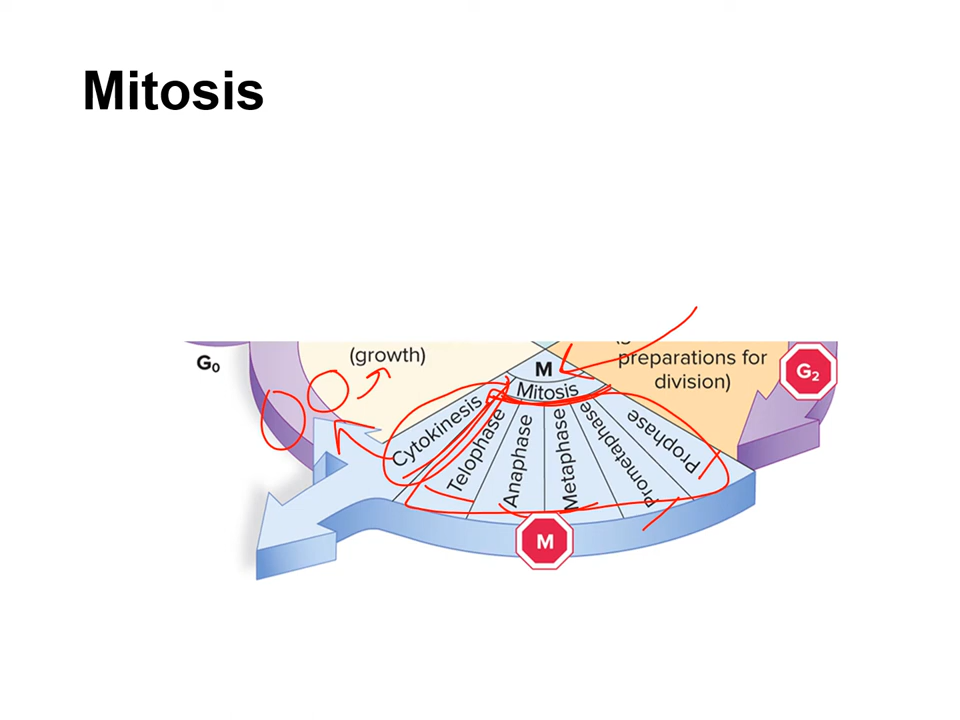 Mitosis
G₀
(growth)
preparations for
division)
G₂
M
Mitosis
Cytokinesis
Telophase
Anaphase
Metaphase
Prometaphase
Prophase
M